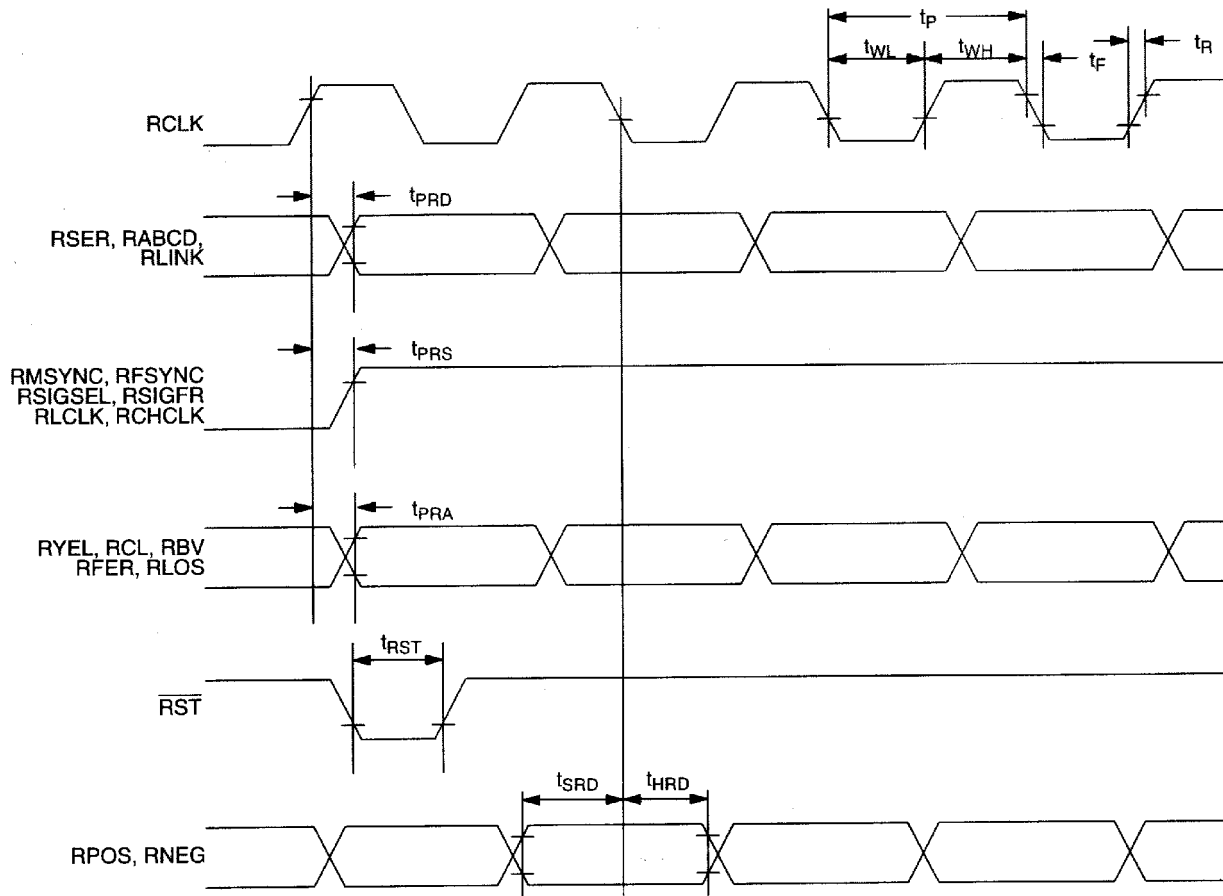 tP
tWL tWH tF tR
RCLK
tPRD
RSER, RABCD,
RLINK
tPRS
RMSYNC, RFSYNC
RSIGSEL, RSIGFR
RLCLK, RCHCLK
tPRA
RYEL, RCL, RBV
RFER, RLOS
tRST
RST
tSRD tHRD
RPOS, RNEG